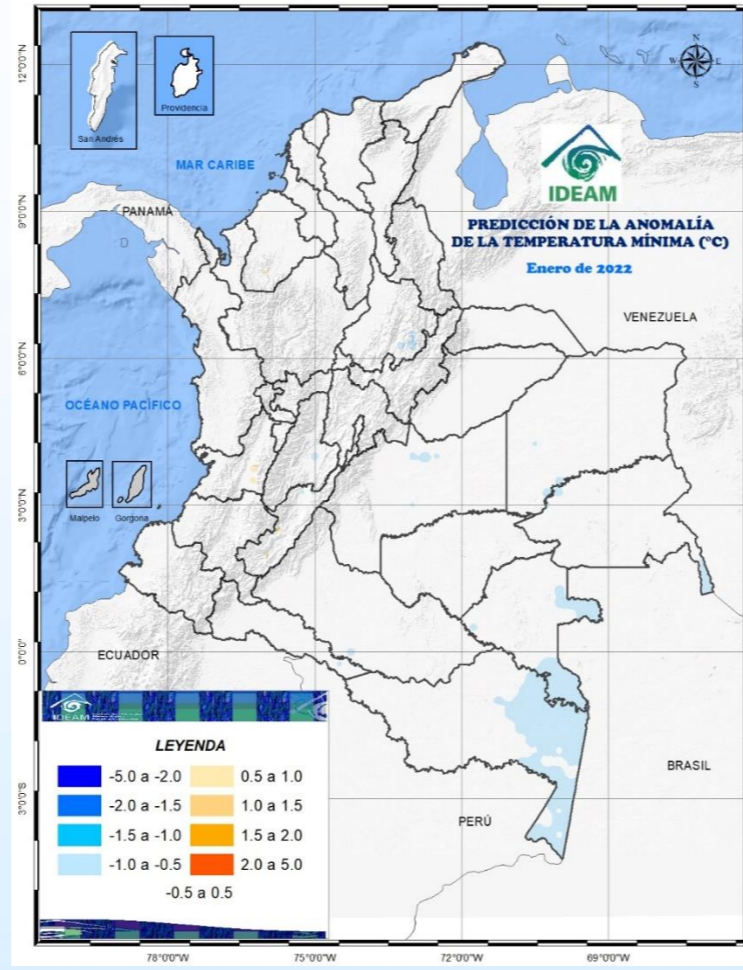 12°0'0"N
9°0'0"N
6°0'0"N
3°0'0"N
0°0'0"
3°0'0"S
San Andrés
Providencia
N
W
E
S
MAR CARIBE
IDEAM
PANAMÁ
PREDICCIÓN DE LA ANOMALÍA
DE LA TEMPERATURA MÍNIMA (°C)
Enero de 2022
VENEZUELA
OCÉANO PACÍFICO
Malpelo
Gorgona
ECUADOR
BRASIL
PERÚ
IDEAM
LEYENDA
-5.0 a -2.0
0.5 a 1.0
-2.0 a -1.5
1.0 a 1.5
-1.5 a -1.0
1.5 a 2.0
-1.0 a -0.5
2.0 a 5.0
-0.5 a 0.5
78°0'0"W
75°0'0"W
72°0'0"W
69°0'0"W